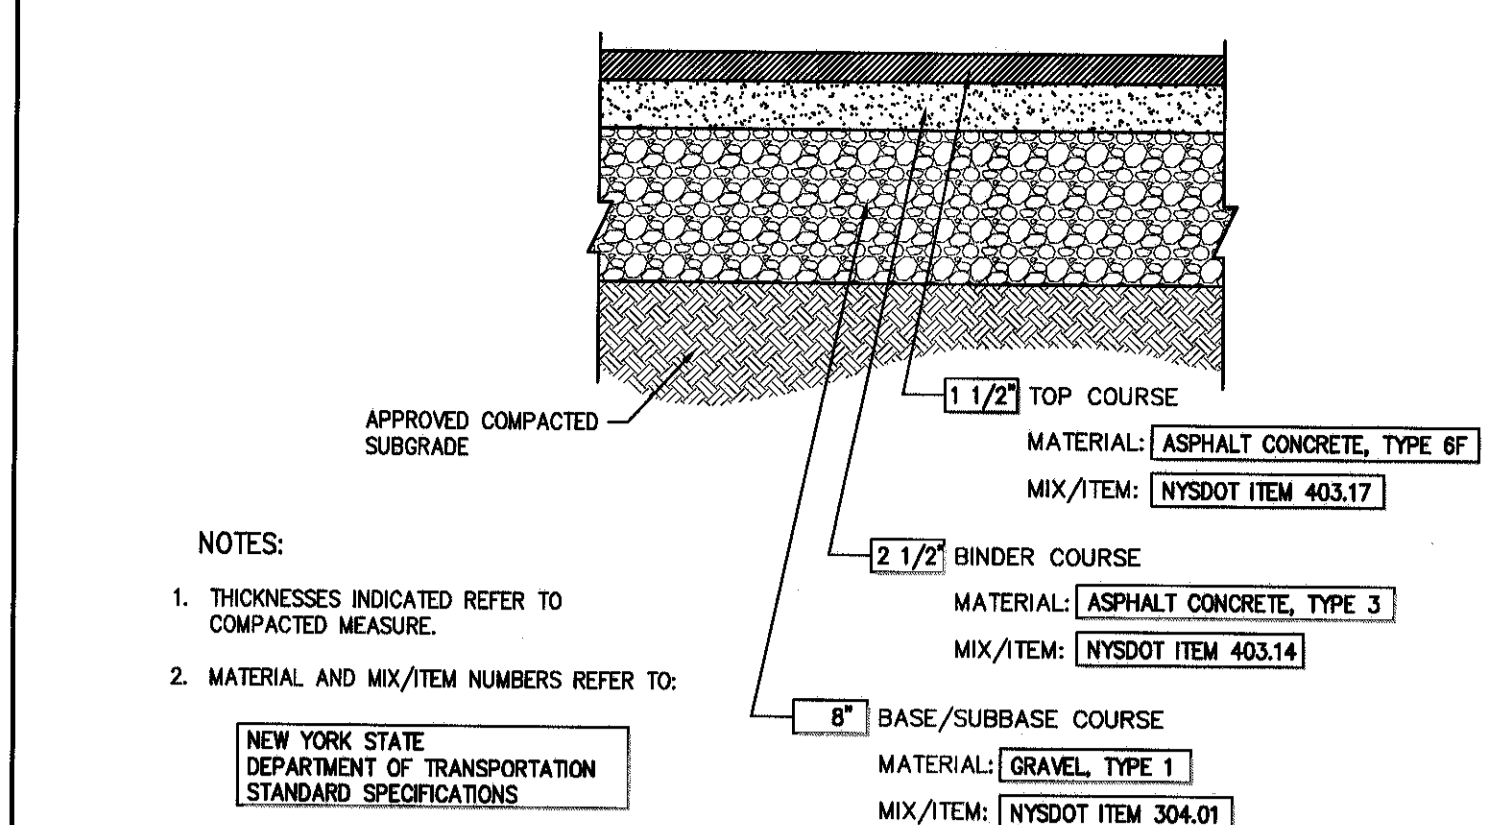 APPROVED COMPACTED
SUBGRADE
1 1/2" TOP COURSE
MATERIAL: ASPHALT CONCRETE, TYPE 6F
MIX/ITEM: NYSDOT ITEM 403.17
2 1/2" BINDER COURSE
MATERIAL: ASPHALT CONCRETE, TYPE 3
MIX/ITEM: NYSDOT ITEM 403.14
8" BASE/SUBBASE COURSE
MATERIAL: GRAVEL, TYPE 1
MIX/ITEM: NYSDOT ITEM 304.01
NOTES:
1. THICKNESSES INDICATED REFER TO
COMPACTED MEASURE.
2. MATERIAL AND MIX/ITEM NUMBERS REFER TO:
NEW YORK STATE
DEPARTMENT OF TRANSPORTATION
STANDARD SPECIFICATIONS